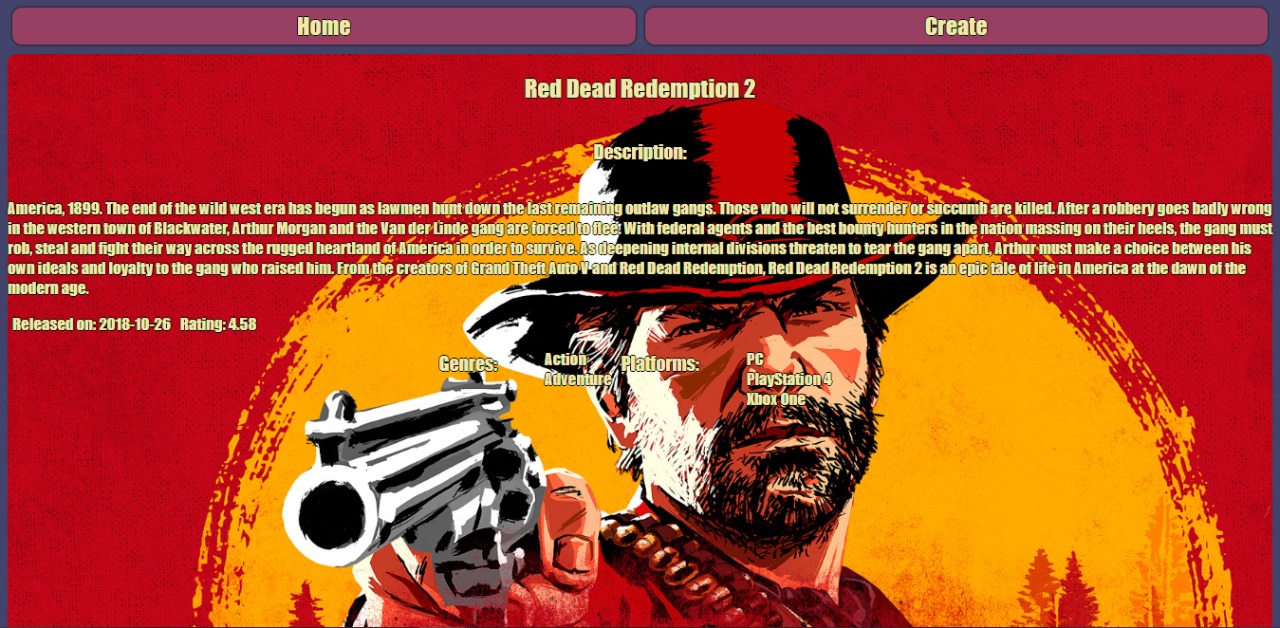 Home
Create
Red Dead Redemption 2
Description:
America, 1899. The end of the wild west era has begun as lawmen hunt down the last remaining outlaw gangs. Those who will not surrender or succumb are killed. After a robbery goes badly wrong
in the western town of Blackwater, Arthur Morgan and the Van der Linde gang are forced to flee. With federal agents and the best bounty hunters in the nation massing on their heels, the gang must
rob, steal and fight their way across the rugged heartland of America in order to survive. As deepening internal divisions threaten to tear the gang apart, Arthur must make a choice between his
own ideals and loyalty to the gang who raised him. From the creators of Grand Theft Auto V and Red Dead Redemption, Red Dead Redemption 2 is an epic tale of life in America at the dawn of the
modern age.
Released on: 2018-10-26 Rating: 4.58
Genres:
Action
Adventure
Platforms:
PC
PlayStation 4
Xbox One